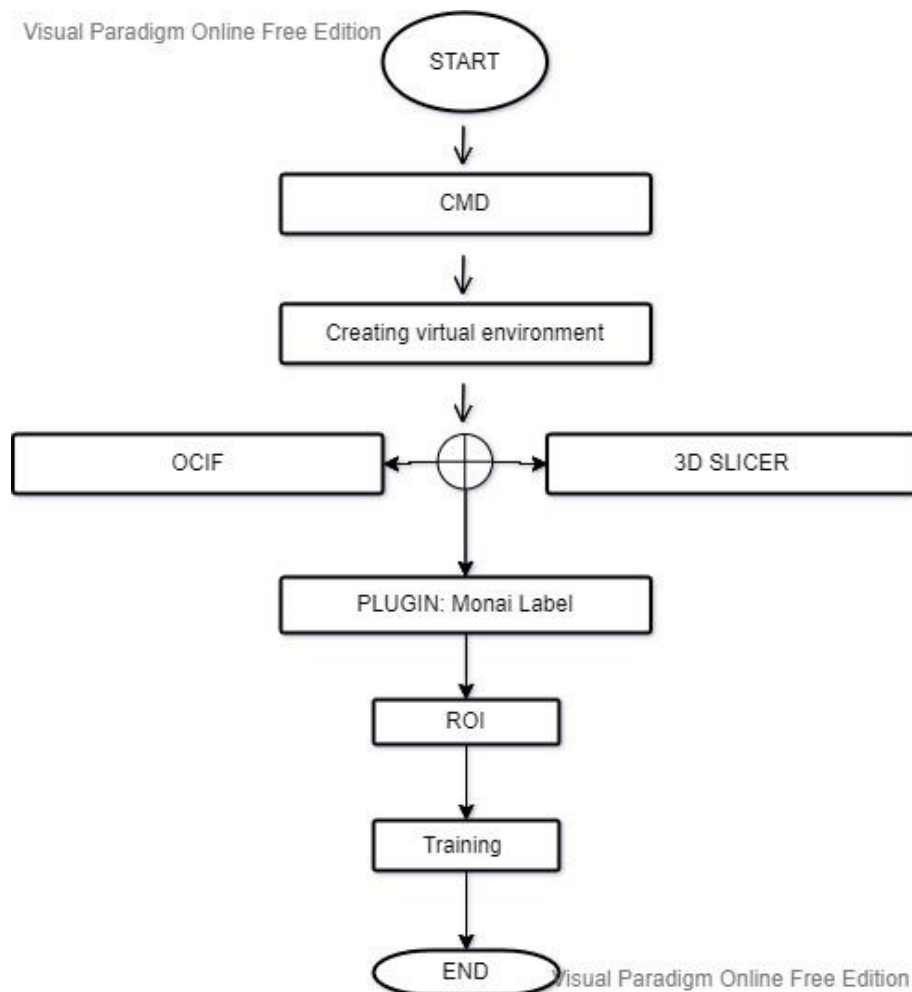 Visual Paradigm Online Free Edition
START
CMD
Creating virtual environment
OCIF
3D SLICER
PLUGIN: Monai Label
ROI
Training
END
Visual Paradigm Online Free Edition